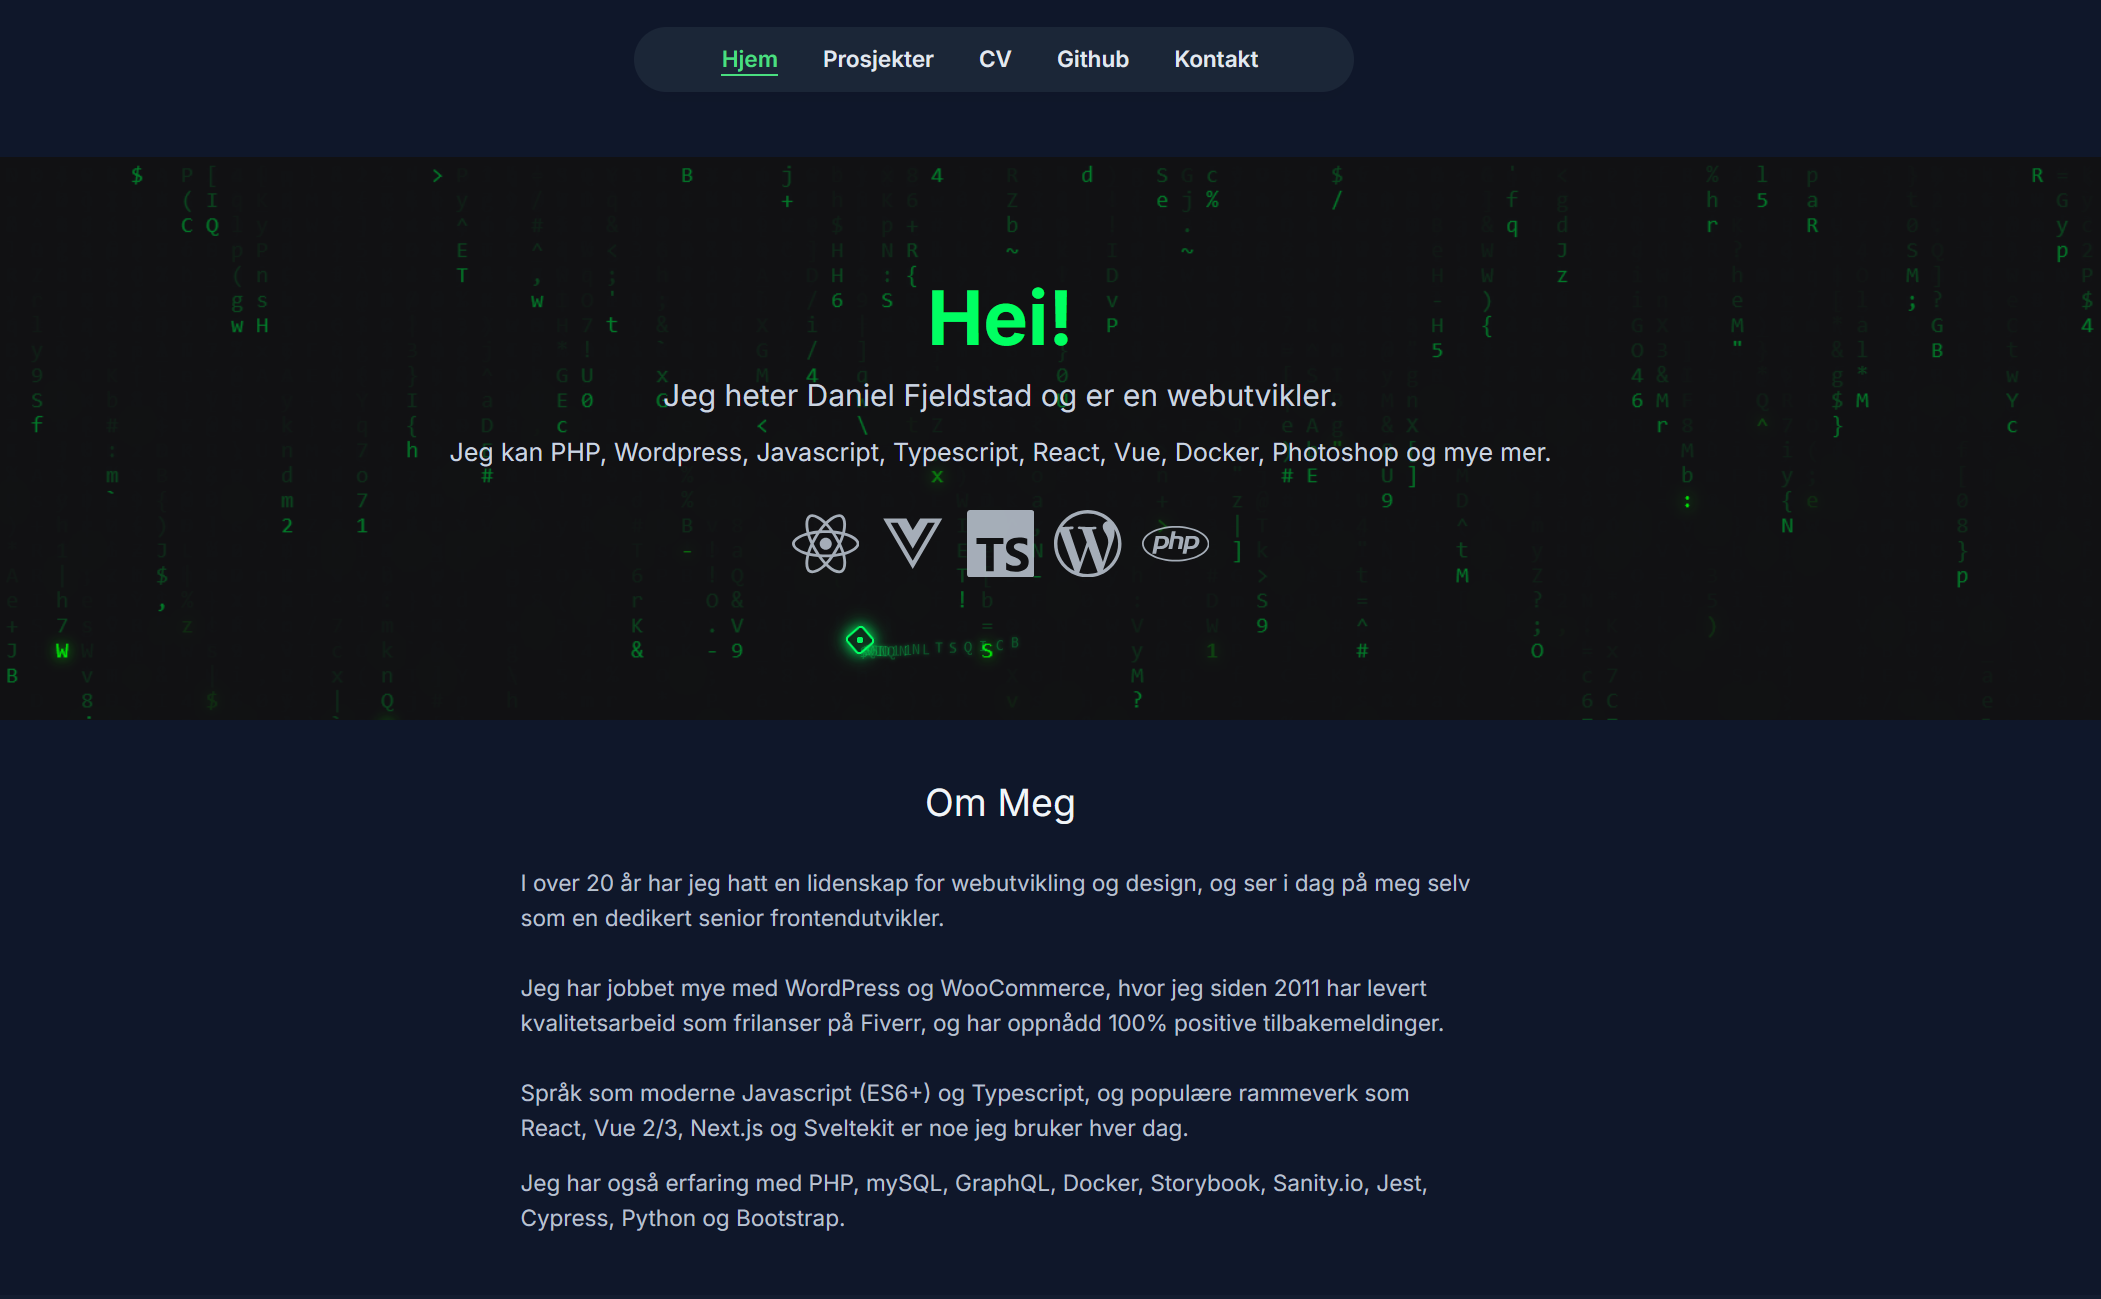 Hjem Prosjekter CV Github Kontakt
Hei!
Jeg heter Daniel Fjeldstad og er en webutvikler.
Jeg kan PHP, Wordpress, Javascript, Typescript, React, Vue, Docker, Photoshop og mye mer.
TS php
Om Meg
I over 20 år har jeg hatt en lidenskap for webutvikling og design, og ser i dag på meg selv
som en dedikert senior frontendutvikler.
Jeg har jobbet mye med WordPress og WooCommerce, hvor jeg siden 2011 har levert
kvalitetsarbeid som frilanser på Fiverr, og har oppnådd 100% positive tilbakemeldinger.
Språk som moderne Javascript (ES6+) og Typescript, og populære rammeverk som
React, Vue 2/3, Next.js og Sveltekit er noe jeg bruker hver dag.
Jeg har også erfaring med PHP, mySQL, GraphQL, Docker, Storybook, Sanity.io, Jest,
Cypress, Python og Bootstrap.